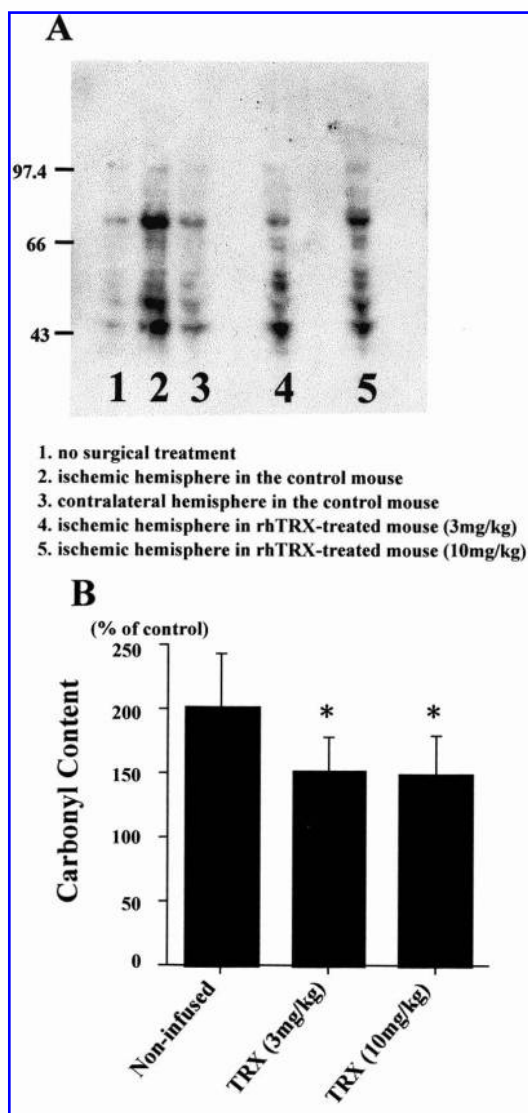 A
97.4
66
43
1 2 3 4 5
1. no surgical treatment
2. ischemic hemisphere in the control mouse
3. contralateral hemisphere in the control mouse
4. ischemic hemisphere in rhTRX-treated mouse (3mg/kg)
5. ischemic hemisphere in rhTRX-treated mouse (10mg/kg)
B
(% of control)
250
200
150
100
50
0
Carbonyl Content
* *
Non-infused
TRX (3mg/kg)
TRX (10mg/kg)